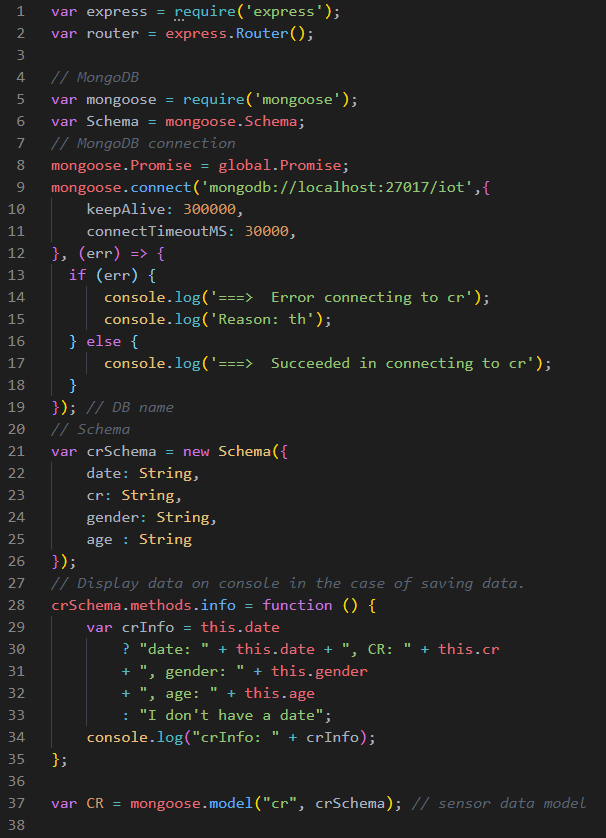 1 var express = require('express');
2 var router = express.Router();
3
4 // MongoDB
5 var mongoose = require('mongoose');
6 var Schema = mongoose.Schema;
7 // MongoDB connection
8 mongoose.Promise = global.Promise;
9 mongoose.connect('mongodb://localhost:27017/iot',{
10     keepAlive: 300000,
11     connectTimeoutMS: 30000,
12 }, (err) => {
13   if (err) {
14       console.log('===>  Error connecting to cr');
15       console.log('Reason: th');
16   } else {
17       console.log('===>  Succeeded in connecting to cr');
18   }
19 }); // DB name
20 // Schema
21 var crSchema = new Schema({
22     date: String,
23     cr: String,
24     gender: String,
25     age : String
26 });
27 // Display data on console in the case of saving data.
28 crSchema.methods.info = function () {
29     var crInfo = this.date
30         ? "date: " + this.date + ", CR: " + this.cr
31         + ", gender: " + this.gender
32         + ", age: " + this.age
33         : "I don't have a date";
34     console.log("crInfo: " + crInfo);
35 };
36
37 var CR = mongoose.model("cr", crSchema); // sensor data model
38